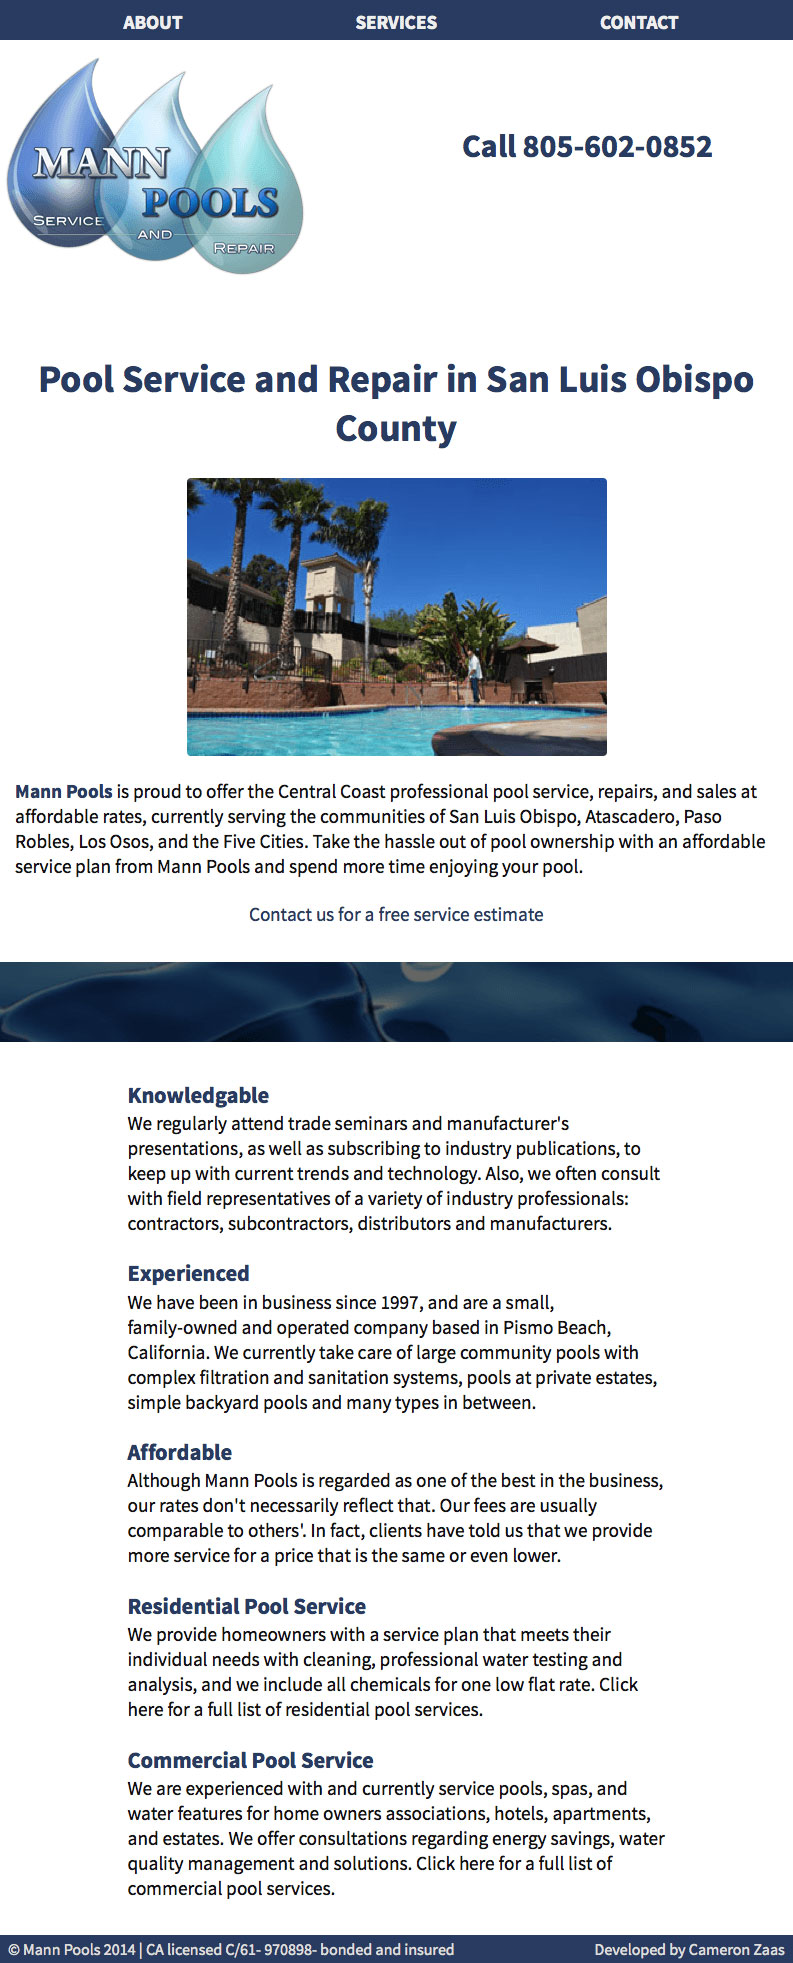 ABOUT SERVICES CONTACT
MANN
POOLS
SERVICE
AND
REPAIR
Call 805-602-0852
Pool Service and Repair in San Luis Obispo
County
Mann Pools is proud to offer the Central Coast professional pool service, repairs, and sales at
affordable rates, currently serving the communities of San Luis Obispo, Atascadero, Paso
Robles, Los Osos, and the Five Cities. Take the hassle out of pool ownership with an affordable
service plan from Mann Pools and spend more time enjoying your pool.
Contact us for a free service estimate
Knowledgable
We regularly attend trade seminars and manufacturer's
presentations, as well as subscribing to industry publications, to
keep up with current trends and technology. Also, we often consult
with field representatives of a variety of industry professionals:
contractors, subcontractors, distributors and manufacturers.
Experienced
We have been in business since 1997, and are a small,
family-owned and operated company based in Pismo Beach,
California. We currently take care of large community pools with
complex filtration and sanitation systems, pools at private estates,
simple backyard pools and many types in between.
Affordable
Although Mann Pools is regarded as one of the best in the business,
our rates don't necessarily reflect that. Our fees are usually
comparable to others'. In fact, clients have told us that we provide
more service for a price that is the same or even lower.
Residential Pool Service
We provide homeowners with a service plan that meets their
individual needs with cleaning, professional water testing and
analysis, and we include all chemicals for one low flat rate. Click
here for a full list of residential pool services.
Commercial Pool Service
We are experienced with and currently service pools, spas, and
water features for home owners associations, hotels, apartments,
and estates. We offer consultations regarding energy savings, water
quality management and solutions. Click here for a full list of
commercial pool services.
© Mann Pools 2014 | CA licensed C/61- 970898- bonded and insured Developed by Cameron Zaas